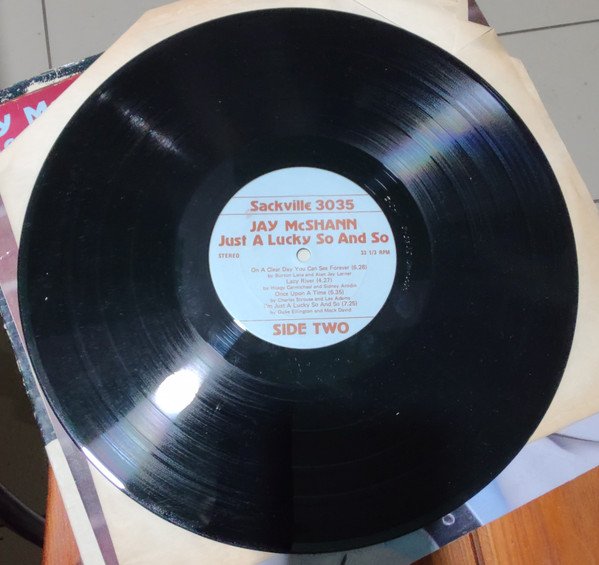 Sackville 3035
JAY McSHANN
Just A Lucky So And So
STEREO 33 1/3 RPM
On A Clear Day You Can See Forever (6.28)
by Burton Lane and Alan Jay Lerner
Lazy River (4.27)
by Hoagy Carmichael and Sidney Arodin
Once Upon A Time (6.35)
by Charles Strouse and Lee Adams
I'm Just A Lucky So And So (7.25)
by Duke Ellington and Mack David
SIDE TWO